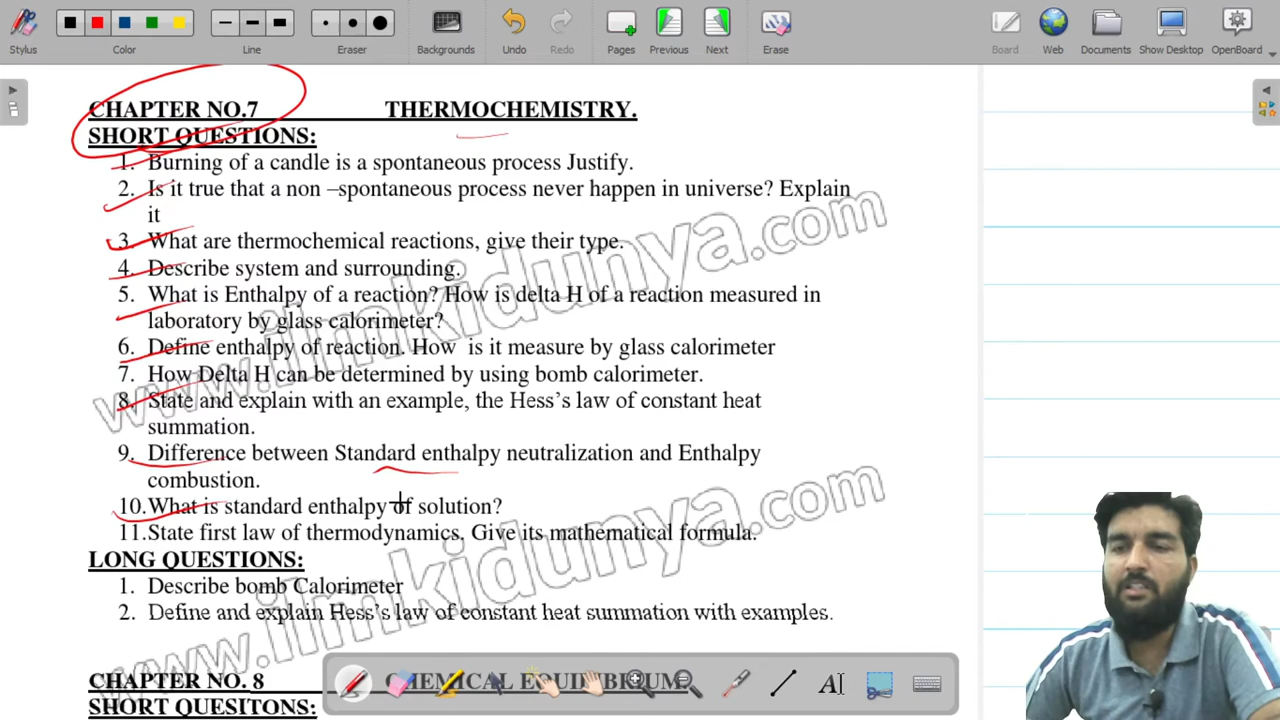 Stylus Color Line Eraser Backgrounds Undo Redo Pages Previous Next Erase Board Web Documents Show Desktop OpenBoard
CHAPTER NO.7 THERMOCHEMISTRY.
SHORT QUESTIONS:
1. Burning of a candle is a spontaneous process Justify.
2. Is it true that a non –spontaneous process never happen in universe? Explain
it
3. What are thermochemical reactions, give their type.
4. Describe system and surrounding.
5. What is Enthalpy of a reaction? How is delta H of a reaction measured in
laboratory by glass calorimeter?
6. Define enthalpy of reaction. How is it measure by glass calorimeter
7. How Delta H can be determined by using bomb calorimeter.
8. State and explain with an example, the Hess's law of constant heat
summation.
9. Difference between Standard enthalpy neutralization and Enthalpy
combustion.
10. What is standard enthalpy of solution?
11. State first law of thermodynamics. Give its mathematical formula.
LONG QUESTIONS:
1. Describe bomb Calorimeter
2. Define and explain Hess's law of constant heat summation with examples.
CHAPTER NO. 8 CHEMICAL EQUILIBRIUM.
SHORT QUESITONS:
www.ilmkidunya.com
www.ilmkidunya.com